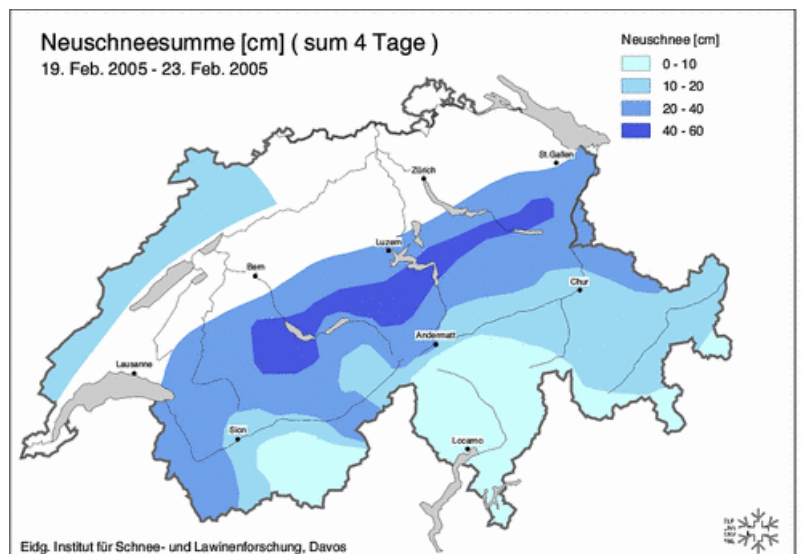 Neuschneesumme [cm] ( sum 4 Tage )
19. Feb. 2005 - 23. Feb. 2005
Neuschnee [cm]
0 - 10
10 - 20
20 - 40
40 - 60
St.Gallen
Zürich
Luzern
Bern
Chur
Andermatt
Lausanne
Sion
Locarno
Eidg. Institut für Schnee- und Lawinenforschung, Davos